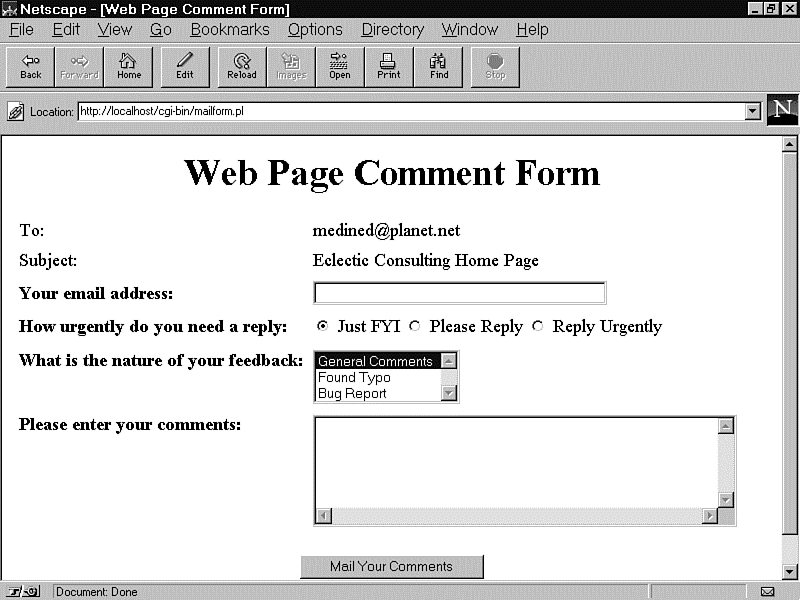 Netscape - [Web Page Comment Form]
File Edit View Go Bookmarks Options Directory Window Help
Back Forward Home Edit Reload Images Open Print Find Stop
Location: http://localhost/cgi-bin/mailform.pl
N
Web Page Comment Form
To: medined@planet.net
Subject: Eclectic Consulting Home Page
Your email address:
How urgently do you need a reply: Just FYI Please Reply Reply Urgently
What is the nature of your feedback: General Comments
Found Typo
Bug Report
Please enter your comments:
Mail Your Comments
Document: Done